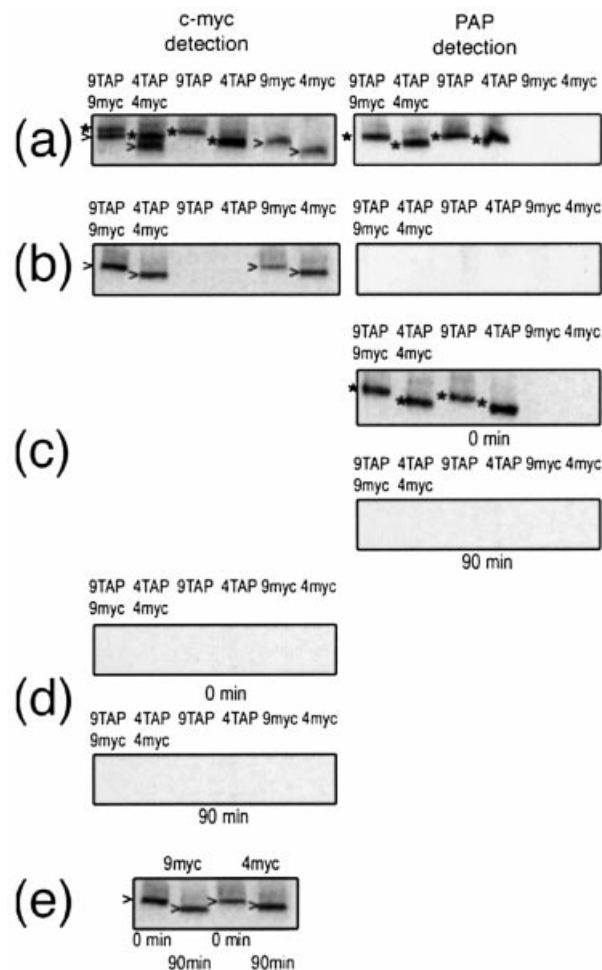 c-myc
detection
PAP
detection
9TAP 4TAP 9TAP 4TAP 9myc 4myc
9myc 4myc
9TAP 4TAP 9TAP 4TAP 9myc 4myc
9myc 4myc
(a)
* > * > * * > >
* * * *
9TAP 4TAP 9TAP 4TAP 9myc 4myc
9myc 4myc
9TAP 4TAP 9TAP 4TAP 9myc 4myc
9myc 4myc
(b)
> > > >
9TAP 4TAP 9TAP 4TAP 9myc 4myc
9myc 4myc
* * * *
0 min
(c)
9TAP 4TAP 9TAP 4TAP 9myc 4myc
9myc 4myc
90 min
9TAP 4TAP 9TAP 4TAP 9myc 4myc
9myc 4myc
0 min
(d)
9TAP 4TAP 9TAP 4TAP 9myc 4myc
9myc 4myc
90 min
9myc 4myc
(e)
> > > >
0 min 0 min
90min 90min